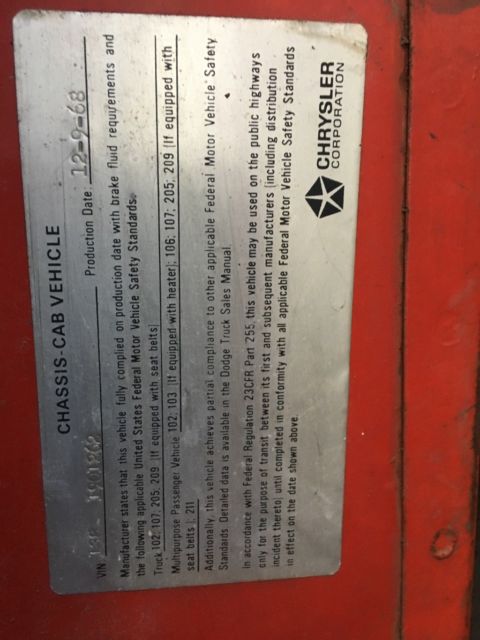 CHASSIS-CAB VEHICLE
VIN Production Date 12-9-68
Manufacturer states that this vehicle fully complied on production date with brake fluid requirements and
the following applicable United States Federal Motor Vehicle Safety Standards:
Truck 102; 107; 205; 209 (If equipped with seat belts)
Multipurpose Passenger Vehicle 102; 103 (If equipped with heater); 106; 107; 205; 209 (If equipped with
seat belts); 211
Additionally, this vehicle achieves partial compliance to other applicable Federal Motor Vehicle Safety
Standards. Detailed data is available in the Dodge Truck Sales Manual.
In accordance with Federal Regulation 23CFR Part 255, this vehicle may be used on the public highways
only for the purpose of transit between its first and subsequent manufacturers (including distribution
incident thereto) until completed in conformity with all applicable Federal Motor Vehicle Safety Standards
in effect on the date shown above.
CHRYSLER
CORPORATION